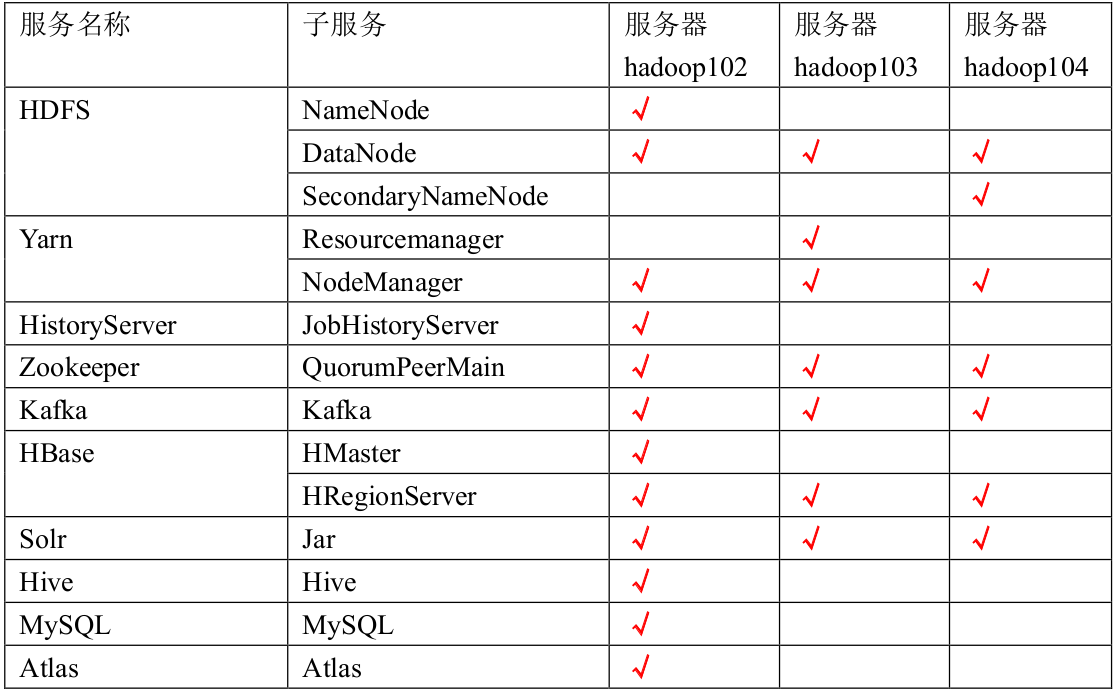 服务名称 子服务 服务器 服务器 服务器
hadoop102 hadoop103 hadoop104
HDFS NameNode √
DataNode √ √ √
SecondaryNameNode √
Yarn Resourcemanager √
NodeManager √ √ √
HistoryServer JobHistoryServer √
Zookeeper QuorumPeerMain √ √ √
Kafka Kafka √ √ √
HBase HMaster √
HRegionServer √ √ √
Solr Jar √ √ √
Hive Hive √
MySQL MySQL √
Atlas Atlas √